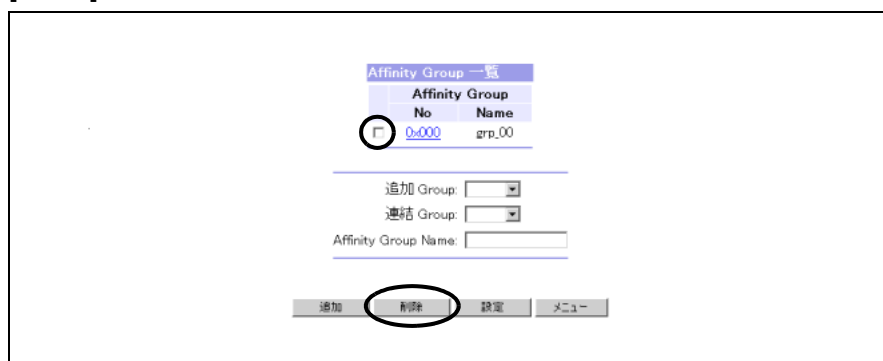 Affinity Group 一覧
Affinity Group
No Name
0x000 grp_00
追加 Group:
連結 Group:
Affinity Group Name:
追加 削除 設定 メニュー